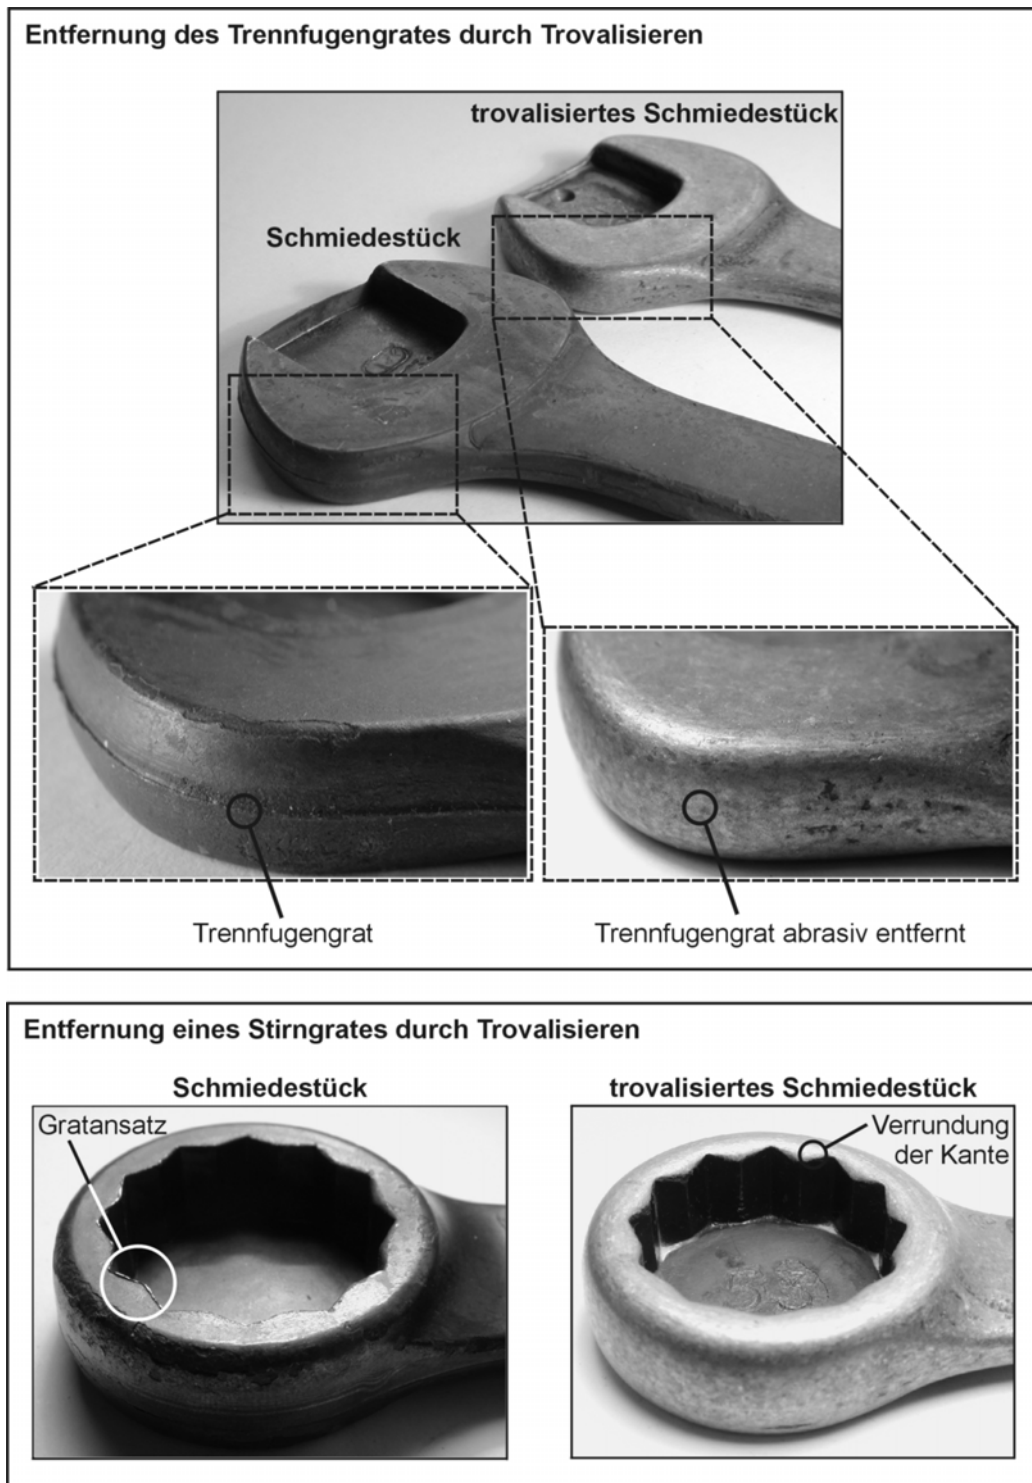 Entfernung des Trennfugengrates durch Trovalisieren
trovalisiertes Schmiedestück
Schmiedestück
Trennfugengrat
Trennfugengrat abrasiv entfernt
Entfernung eines Stirngrates durch Trovalisieren
Schmiedestück
trovalisiertes Schmiedestück
Gratansatz
Verrundung
der Kante